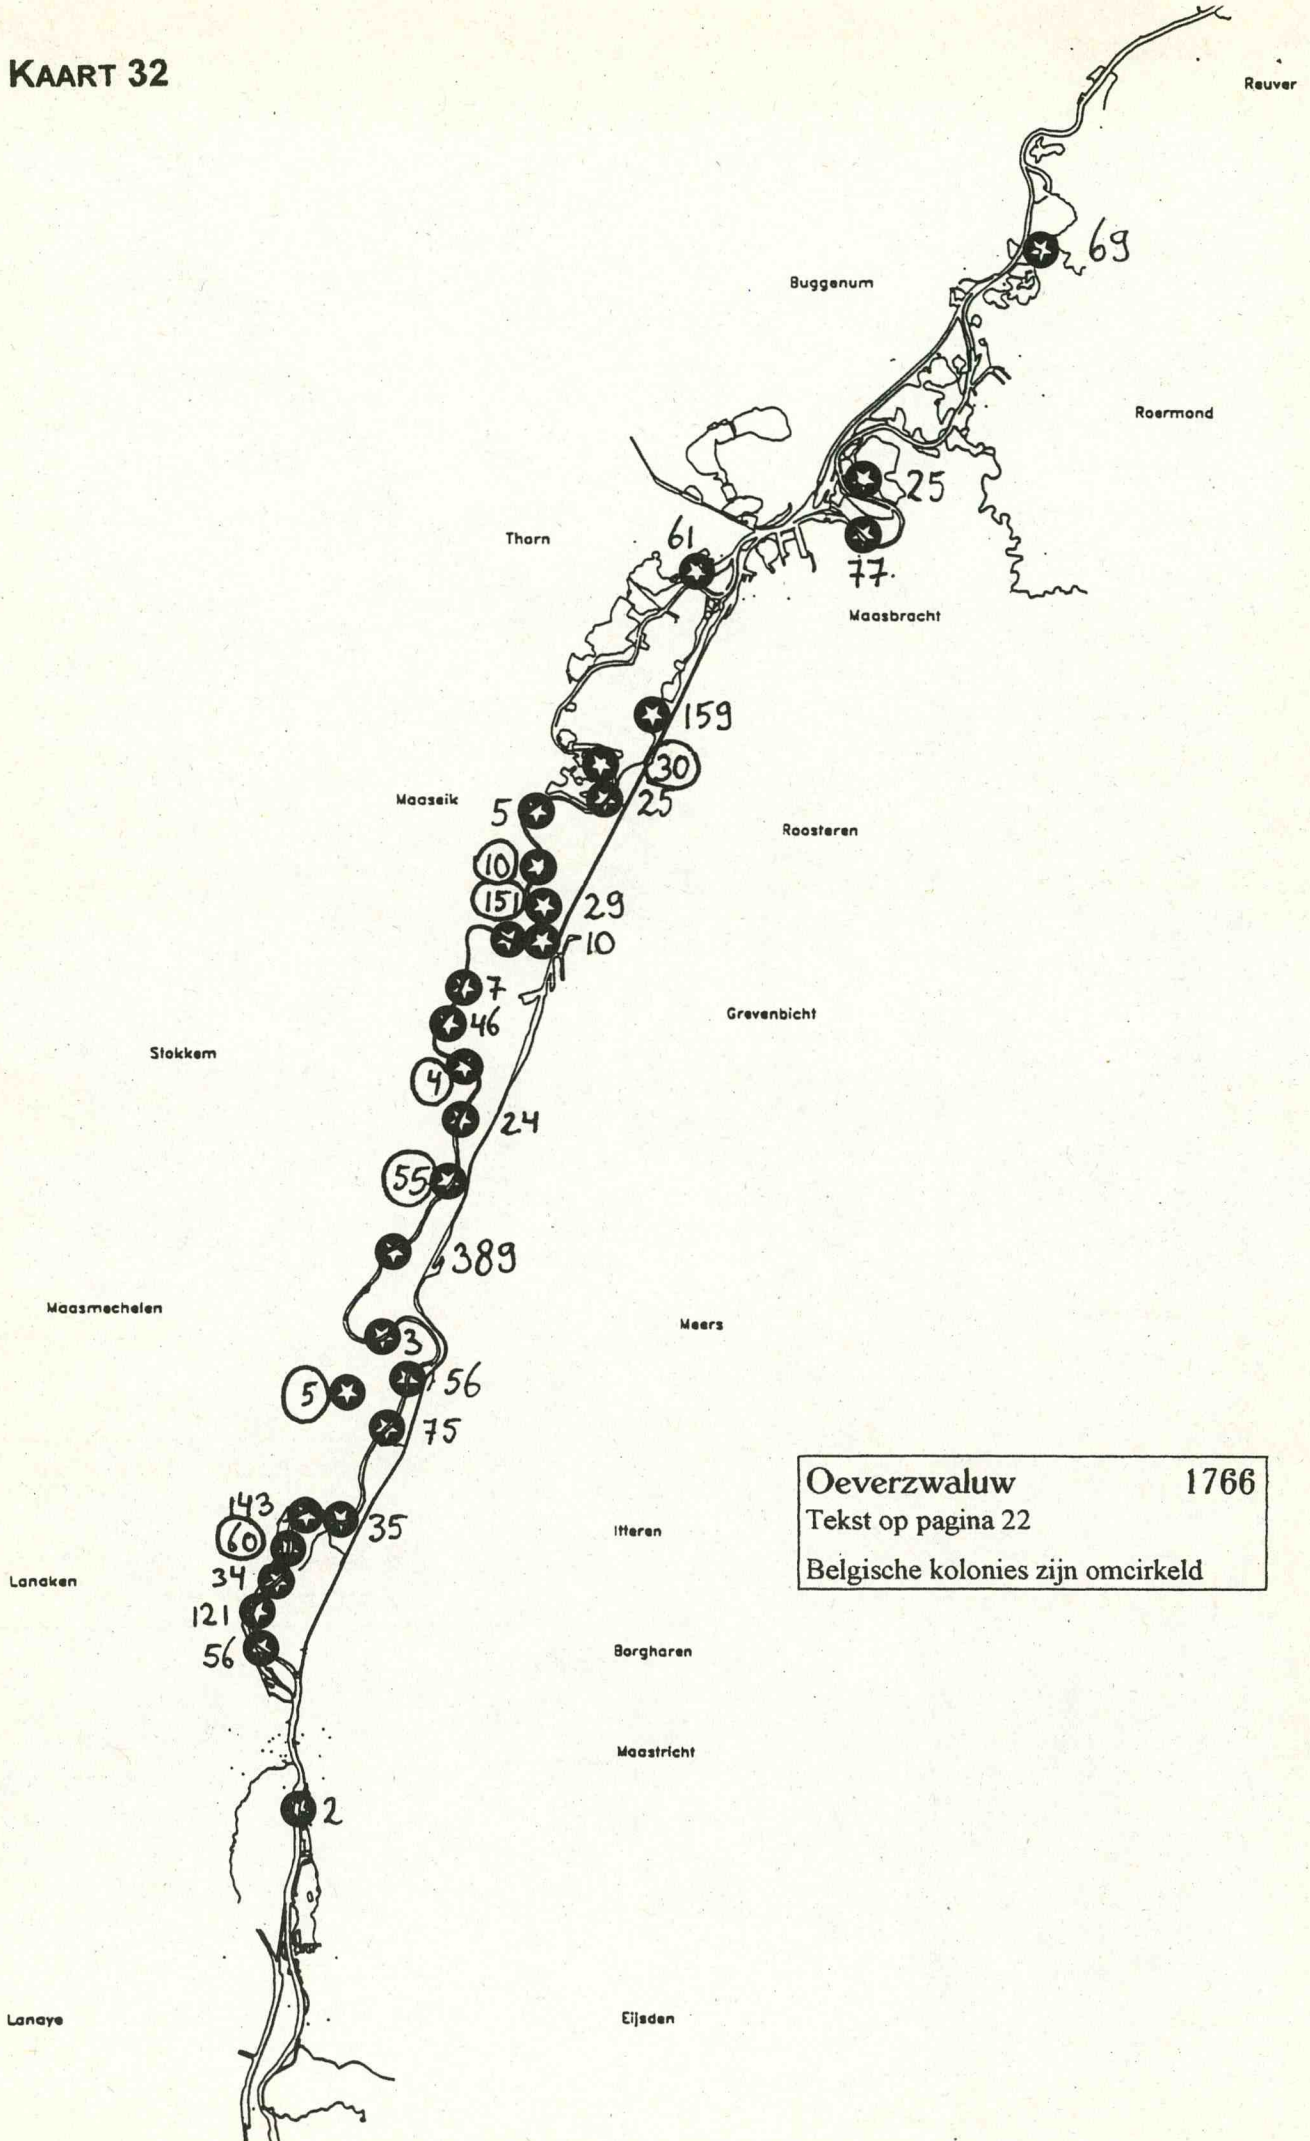 KAART 32
Reuver
69
Buggenum
Roermond
25
Thorn
61
77
Maasbracht
159
30
Maaseik
5
25
Roosteren
10
151
29
10
7
Grevenbicht
46
Stokkem
4
24
55
389
Maasmechelen
Meers
3
5
56
75
143
35
60
Itteren
Lanaken
34
121
56
Borgharen
Maastricht
2
Lanaye
Eijsden
Oeverzwaluw 1766
Tekst op pagina 22
Belgische kolonies zijn omcirkeld